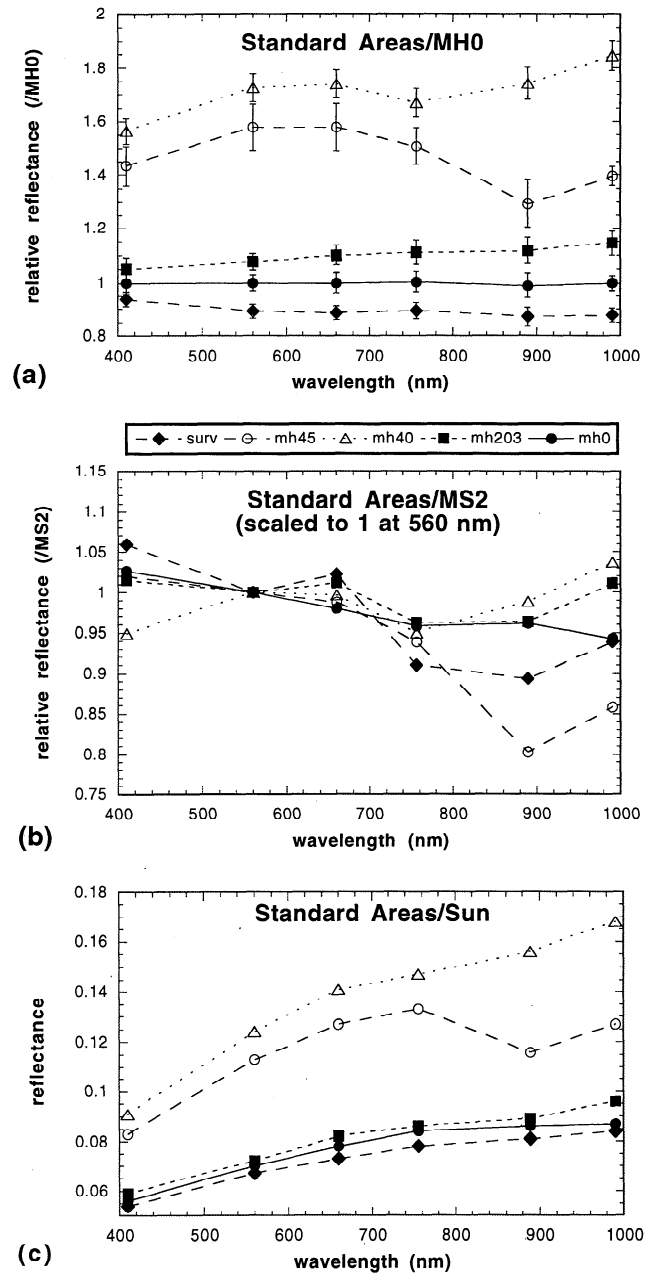 Standard Areas/MH0
relative reflectance (/MH0)
2
1.8
1.6
1.4
1.2
1
0.8
400 500 600 700 800 900 1000
wavelength (nm)
(a)
surv mh45 mh40 mh203 mh0
Standard Areas/MS2
(scaled to 1 at 560 nm)
relative reflectance (/MS2)
1.15
1.1
1.05
1
0.95
0.9
0.85
0.8
0.75
400 500 600 700 800 900 1000
wavelength (nm)
(b)
Standard Areas/Sun
reflectance
0.18
0.16
0.14
0.12
0.1
0.08
0.06
400 500 600 700 800 900 1000
wavelength (nm)
(c)